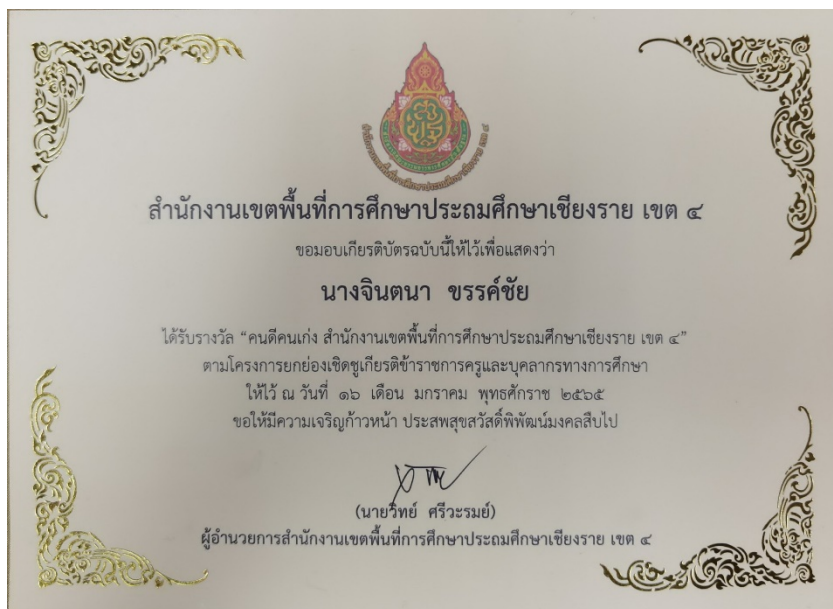 สำนักงานเขตพื้นที่การศึกษาประถมศึกษาเชียงราย เขต ๔
ขอมอบเกียรติบัตรฉบับนี้ให้ไว้เพื่อแสดงว่า
นางจินตนา ขรรค์ชัย
ได้รับรางวัล “คนดีคนเก่ง สำนักงานเขตพื้นที่การศึกษาประถมศึกษาเชียงราย เขต ๔”
ตามโครงการยกย่องเชิดชูเกียรติข้าราชการครูและบุคลากรทางการศึกษา
ให้ไว้ ณ วันที่ ๑๖ เดือน มกราคม พุทธศักราช ๒๕๖๕
ขอให้มีความเจริญก้าวหน้า ประสพสุขสวัสดิ์พิพัฒน์มงคลสืบไป
(นายวิทย์ ศรีวะรมย์)
ผู้อำนวยการสำนักงานเขตพื้นที่การศึกษาประถมศึกษาเชียงราย เขต ๔